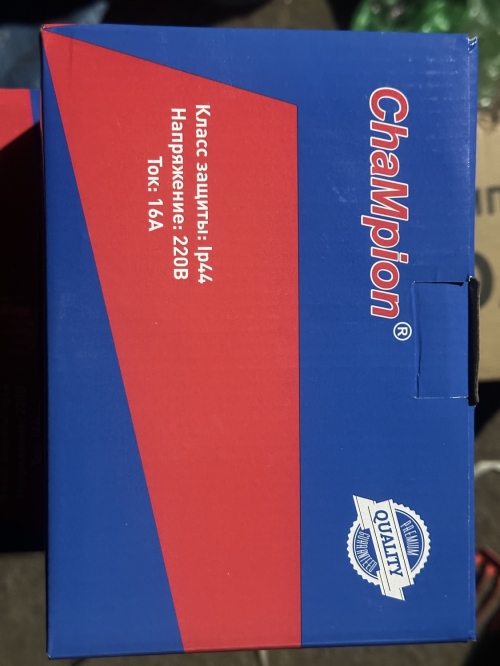 ChaMpion®
Класс защиты: Ip44
Напряжение: 220В
Ток: 16А
PREMIUM
QUALITY
GUARANTEED